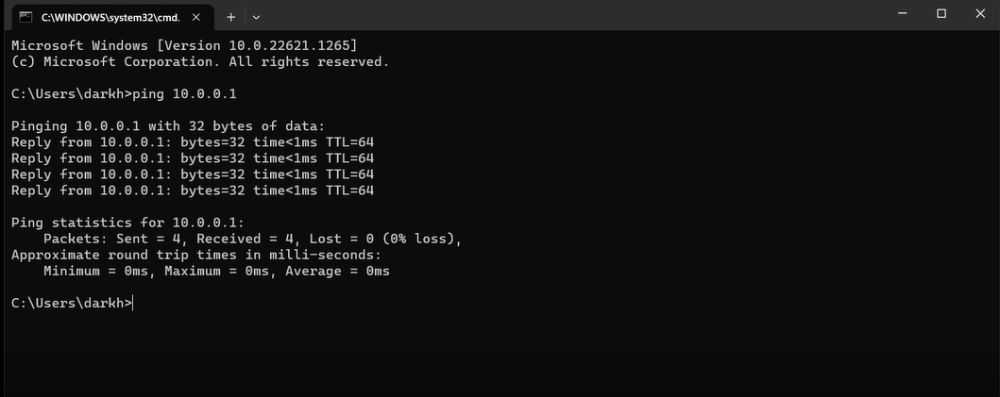 C:\WINDOWS\system32\cmd.
Microsoft Windows [Version 10.0.22621.1265]
(c) Microsoft Corporation. All rights reserved.
C:\Users\darkh>ping 10.0.0.1
Pinging 10.0.0.1 with 32 bytes of data:
Reply from 10.0.0.1: bytes=32 time<1ms TTL=64
Reply from 10.0.0.1: bytes=32 time<1ms TTL=64
Reply from 10.0.0.1: bytes=32 time<1ms TTL=64
Reply from 10.0.0.1: bytes=32 time<1ms TTL=64
Ping statistics for 10.0.0.1:
    Packets: Sent = 4, Received = 4, Lost = 0 (0% loss),
Approximate round trip times in milli-seconds:
    Minimum = 0ms, Maximum = 0ms, Average = 0ms
C:\Users\darkh>